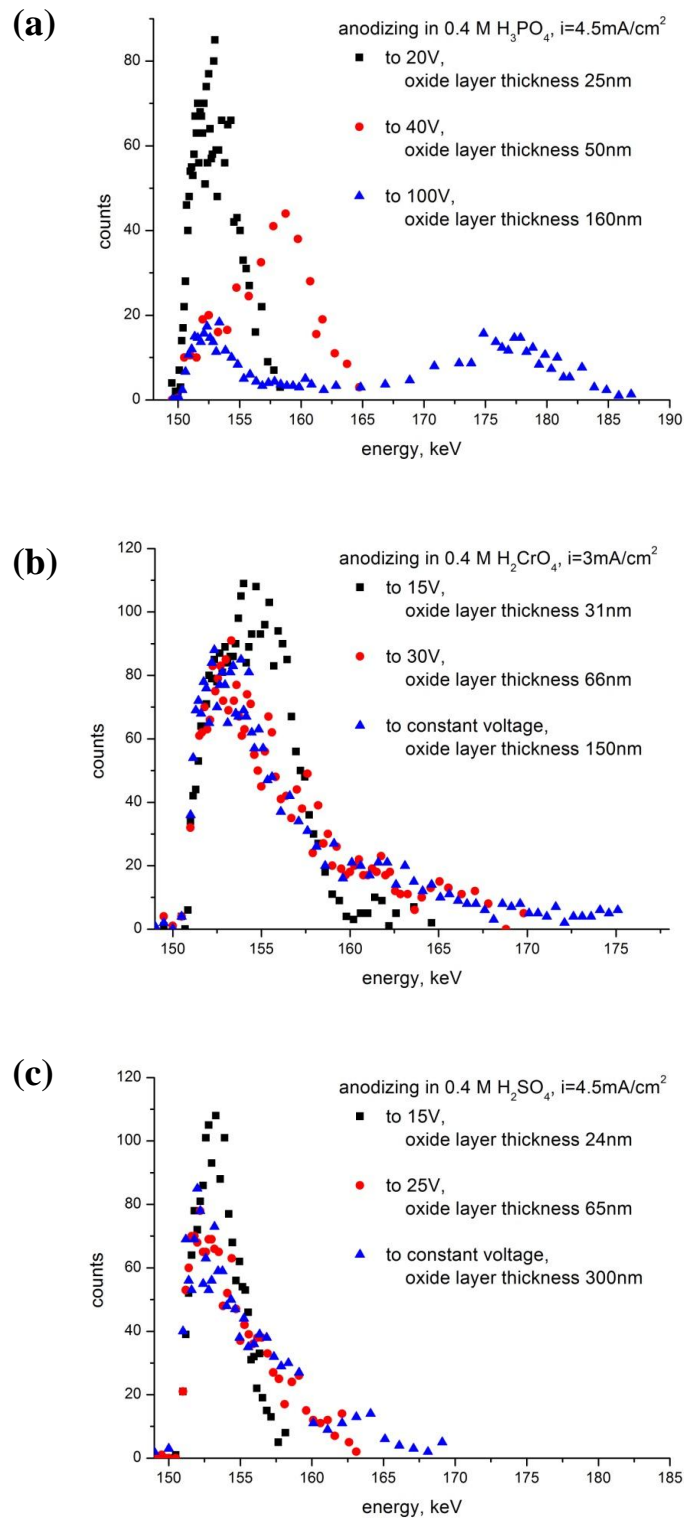 (a)
anodizing in 0.4 M H₃PO₄, i=4.5mA/cm²
to 20V,
oxide layer thickness 25nm
to 40V,
oxide layer thickness 50nm
to 100V,
oxide layer thickness 160nm
80
60
40
20
0
counts
150 155 160 165 170 175 180 185 190
energy, keV
(b)
anodizing in 0.4 M H₂CrO₄, i=3mA/cm²
to 15V,
oxide layer thickness 31nm
to 30V,
oxide layer thickness 66nm
to constant voltage,
oxide layer thickness 150nm
120
100
80
60
40
20
0
counts
150 155 160 165 170 175
energy, keV
(c)
anodizing in 0.4 M H₂SO₄, i=4.5mA/cm²
to 15V,
oxide layer thickness 24nm
to 25V,
oxide layer thickness 65nm
to constant voltage,
oxide layer thickness 300nm
120
100
80
60
40
20
0
counts
150 155 160 165 170 175 180 185
energy, keV